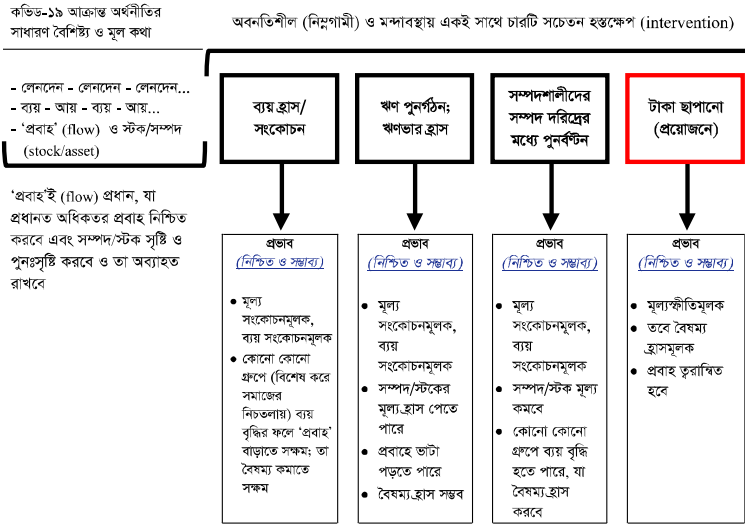 কভিড-১৯ আক্রান্ত অর্থনীতির
সাধারণ বৈশিষ্ট্য ও মূল কথা
- লেনদেন - লেনদেন - লেনদেন...
- ব্যয় - আয় - ব্যয় - আয়...
- ‘প্রবাহ’ (flow) ও স্টক/সম্পদ
(stock/asset)
‘প্রবাহ’ই (flow) প্রধান, যা
প্রধানত অধিকতর প্রবাহ নিশ্চিত
করবে এবং সম্পদ/স্টক সৃষ্টি ও
পুনঃসৃষ্টি করবে ও তা অব্যাহত
রাখবে
অবনতিশীল (নিম্নগামী) ও মন্দাবস্থায় একই সাথে চারটি সচেতন হস্তক্ষেপ (intervention)
ব্যয় হ্রাস/
সংকোচন
প্রভাব
(নিশ্চিত ও সম্ভাব্য)
● মূল্য
সংকোচনমূলক,
ব্যয় সংকোচনমূলক
● কোনো কোনো
গ্রুপে (বিশেষ করে
সমাজের
নিচতলায়) ব্যয়
বৃদ্ধির ফলে ‘প্রবাহ’
বাড়াতে সক্ষম; তা
বৈষম্য কমাতে
সক্ষম
ঋণ পুনর্গঠন;
ঋণভার হ্রাস
প্রভাব
(নিশ্চিত ও সম্ভাব্য)
● মূল্য
সংকোচনমূলক,
ব্যয়
সংকোচনমূলক
● সম্পদ/স্টকের
মূল্য হ্রাস পেতে
পারে
● প্রবাহে ভাটা
পড়তে পারে
● বৈষম্য হ্রাস সম্ভব
সম্পদশালীদের
সম্পদ দরিদ্রের
মধ্যে পুনর্বণ্টন
প্রভাব
(নিশ্চিত ও সম্ভাব্য)
● মূল্য
সংকোচনমূলক,
ব্যয়
সংকোচনমূলক
● সম্পদ/স্টক মূল্য
কমবে
● কোনো কোনো
গ্রুপে ব্যয় বৃদ্ধি
হতে পারে, যা
বৈষম্য হ্রাস
করবে
টাকা ছাপানো
(প্রয়োজনে)
প্রভাব
(নিশ্চিত ও সম্ভাব্য)
● মূল্যস্ফীতিমূলক
● তবে বৈষম্য
হ্রাসমূলক
● প্রবাহ ত্বরান্বিত
হবে